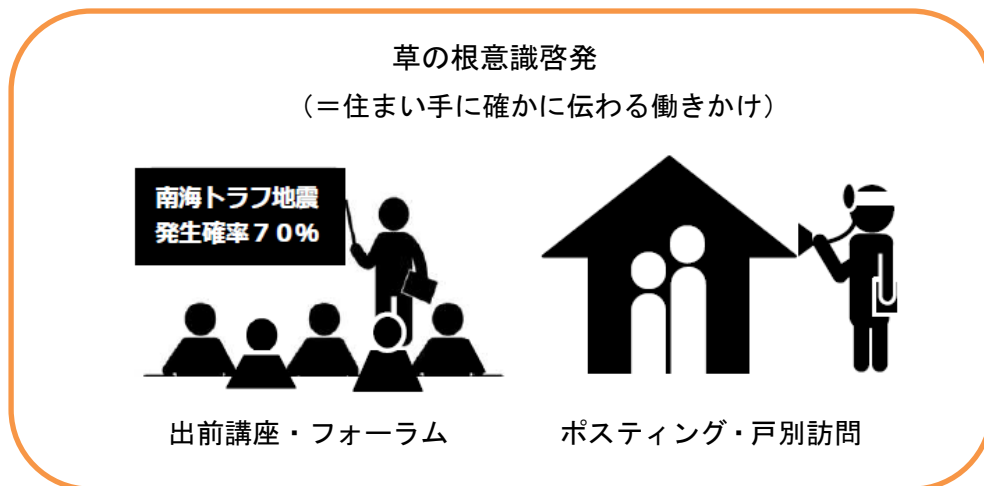 草の根意識啓発
（＝住まい手に確かに伝わる働きかけ）
南海トラフ地震
発生確率７０％
出前講座・フォーラム
ポスティング・戸別訪問